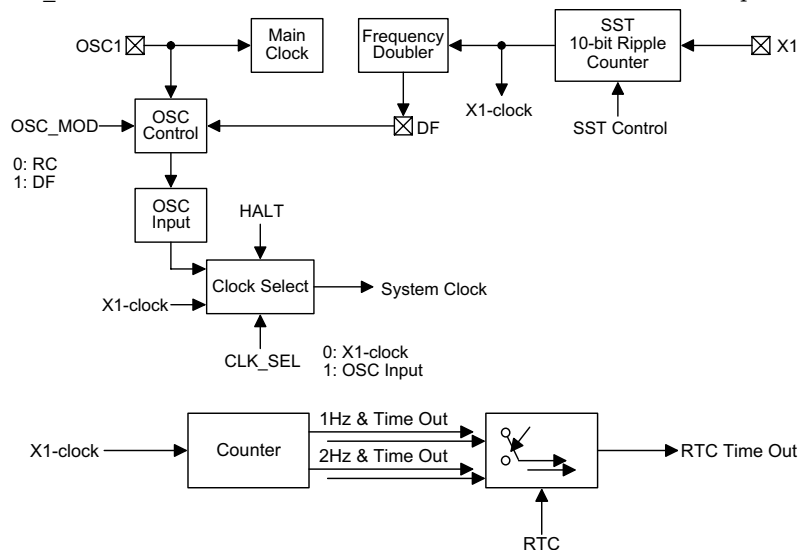 OSC1
Main
Clock
Frequency
Doubler
SST
10-bit Ripple
Counter
X1
X1-clock
SST Control
OSC_MOD
OSC
Control
DF
0: RC
1: DF
OSC
Input
HALT
Clock Select
System Clock
X1-clock
CLK_SEL
0: X1-clock
1: OSC Input
X1-clock
Counter
1Hz & Time Out
2Hz & Time Out
RTC Time Out
RTC